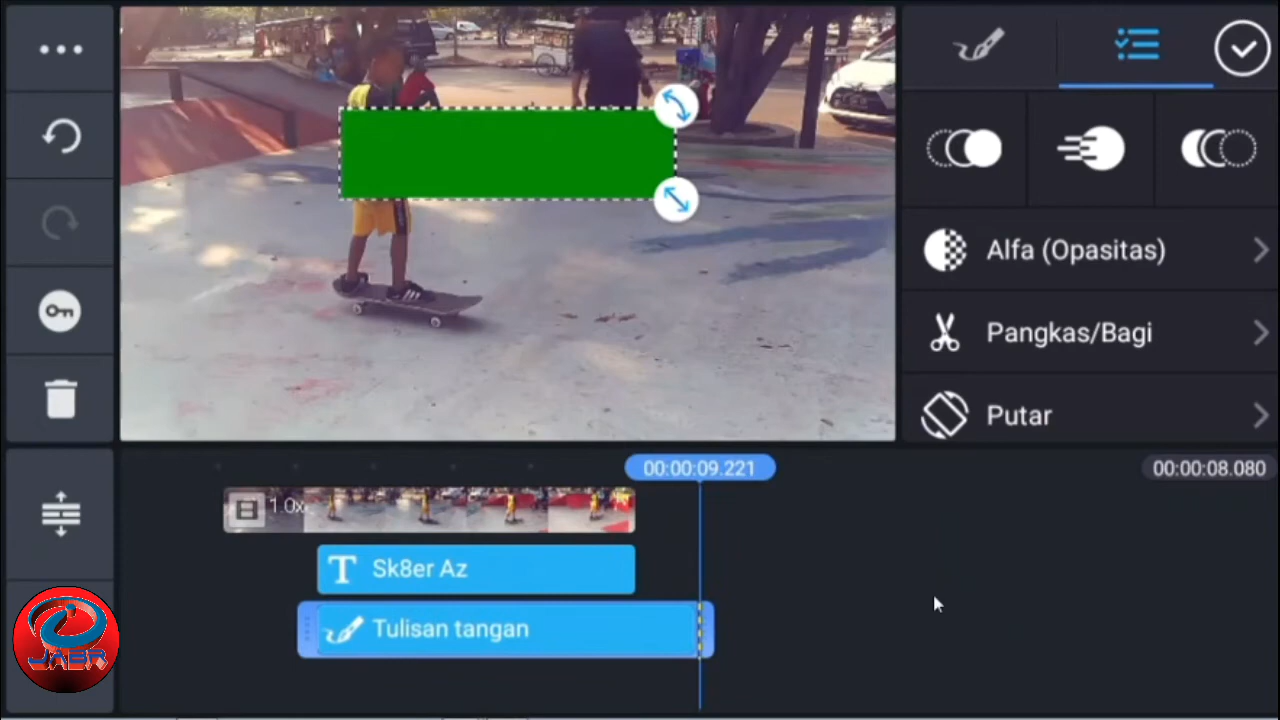 Alfa (Opasitas)
Pangkas/Bagi
Putar
00:00:09.221
00:00:08.080
1.0x
T Sk8er Az
Tulisan tangan
JABR